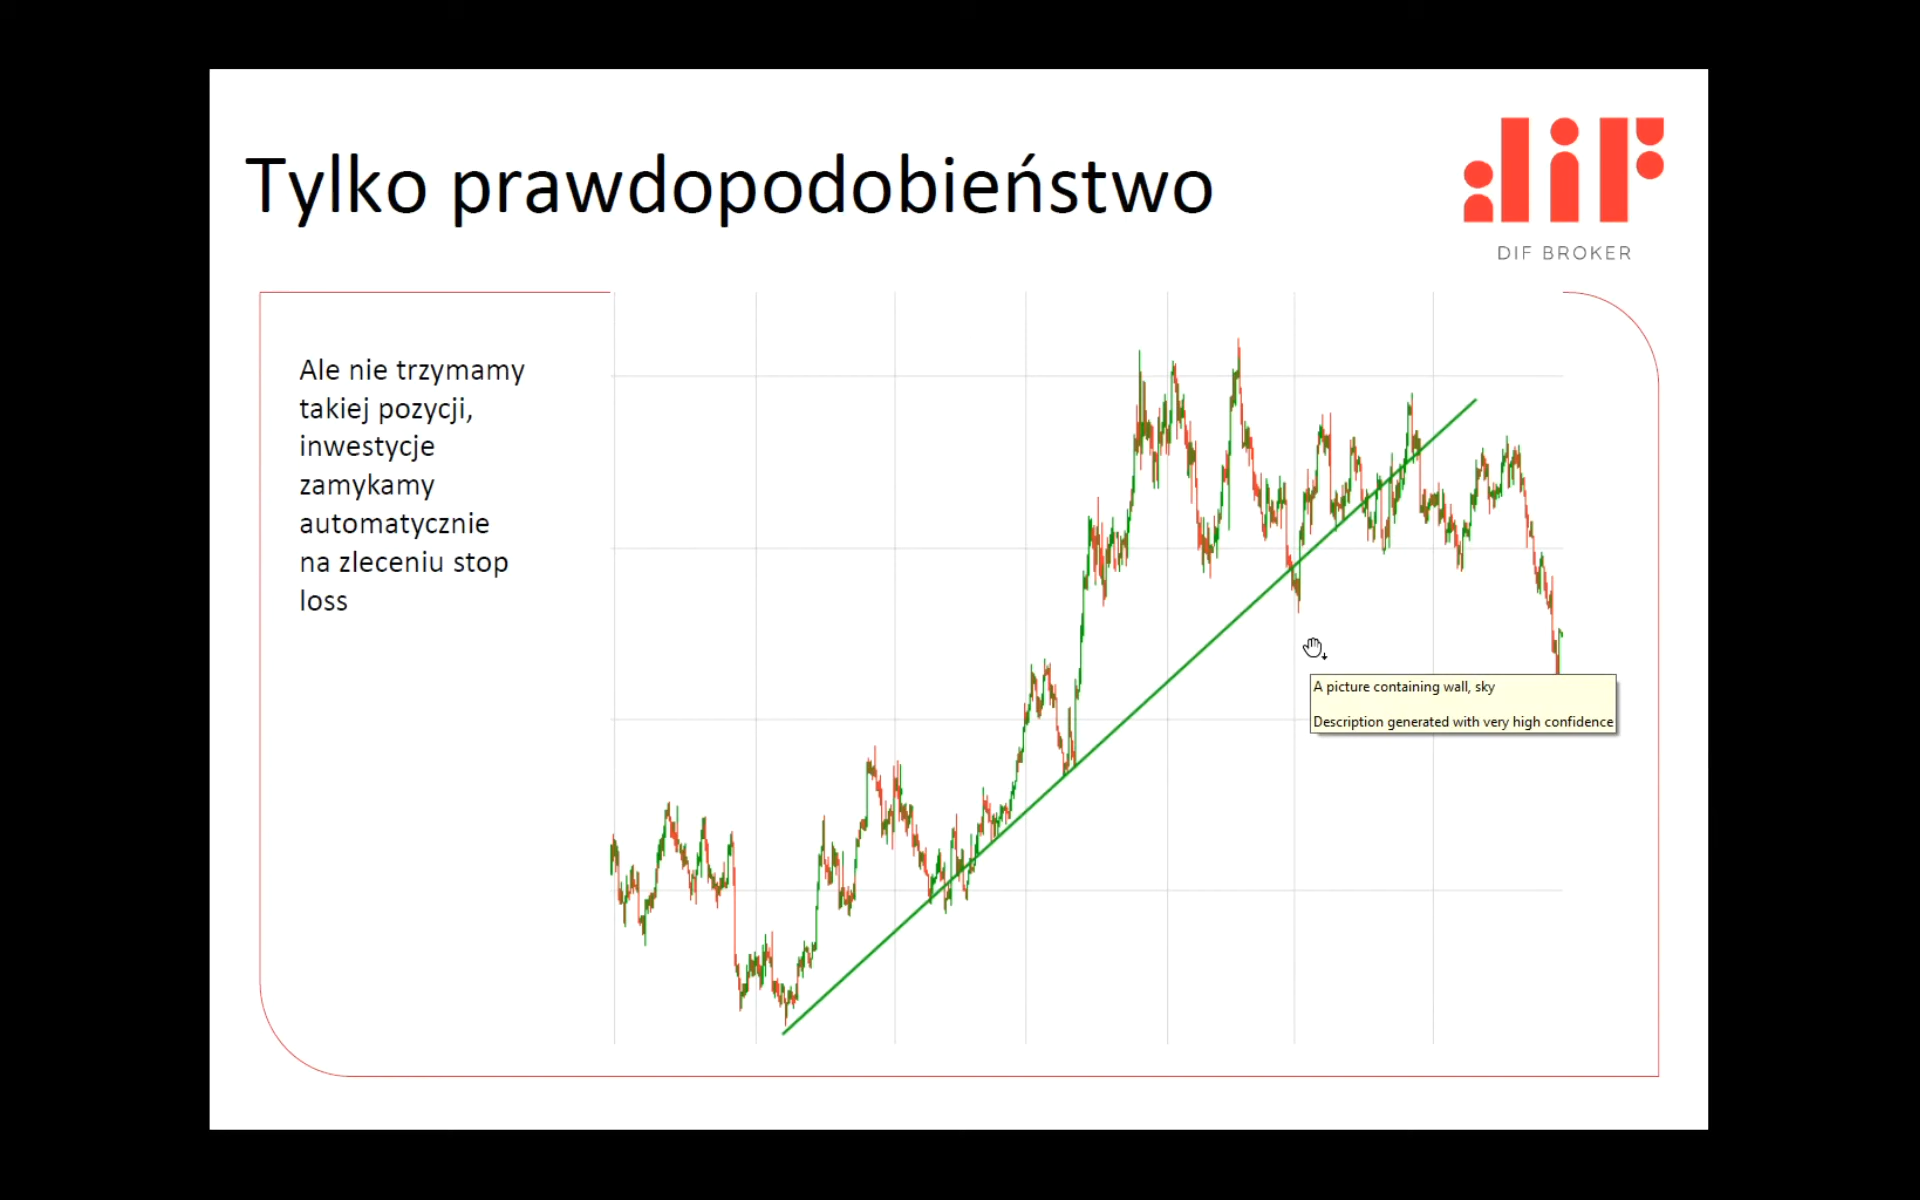 Tylko prawdopodobieństwo
dif
DIF BROKER
Ale nie trzymamy
takiej pozycji,
inwestycje
zamykamy
automatycznie
na zleceniu stop
loss
A picture containing wall, sky
Description generated with very high confidence